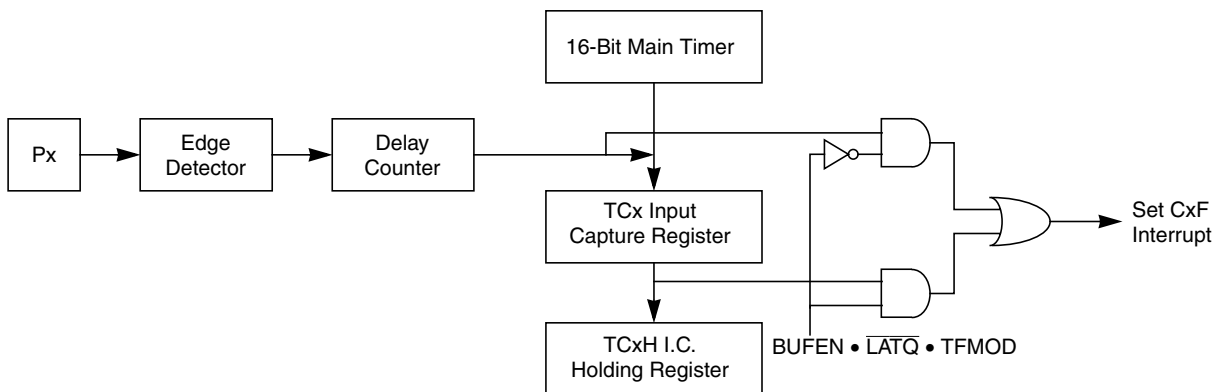 16-Bit Main Timer
Px
Edge
Detector
Delay
Counter
TCx Input
Capture Register
Set CxF
Interrupt
TCxH I.C.
Holding Register
BUFEN • L̅A̅T̅Q̅ • TFMOD